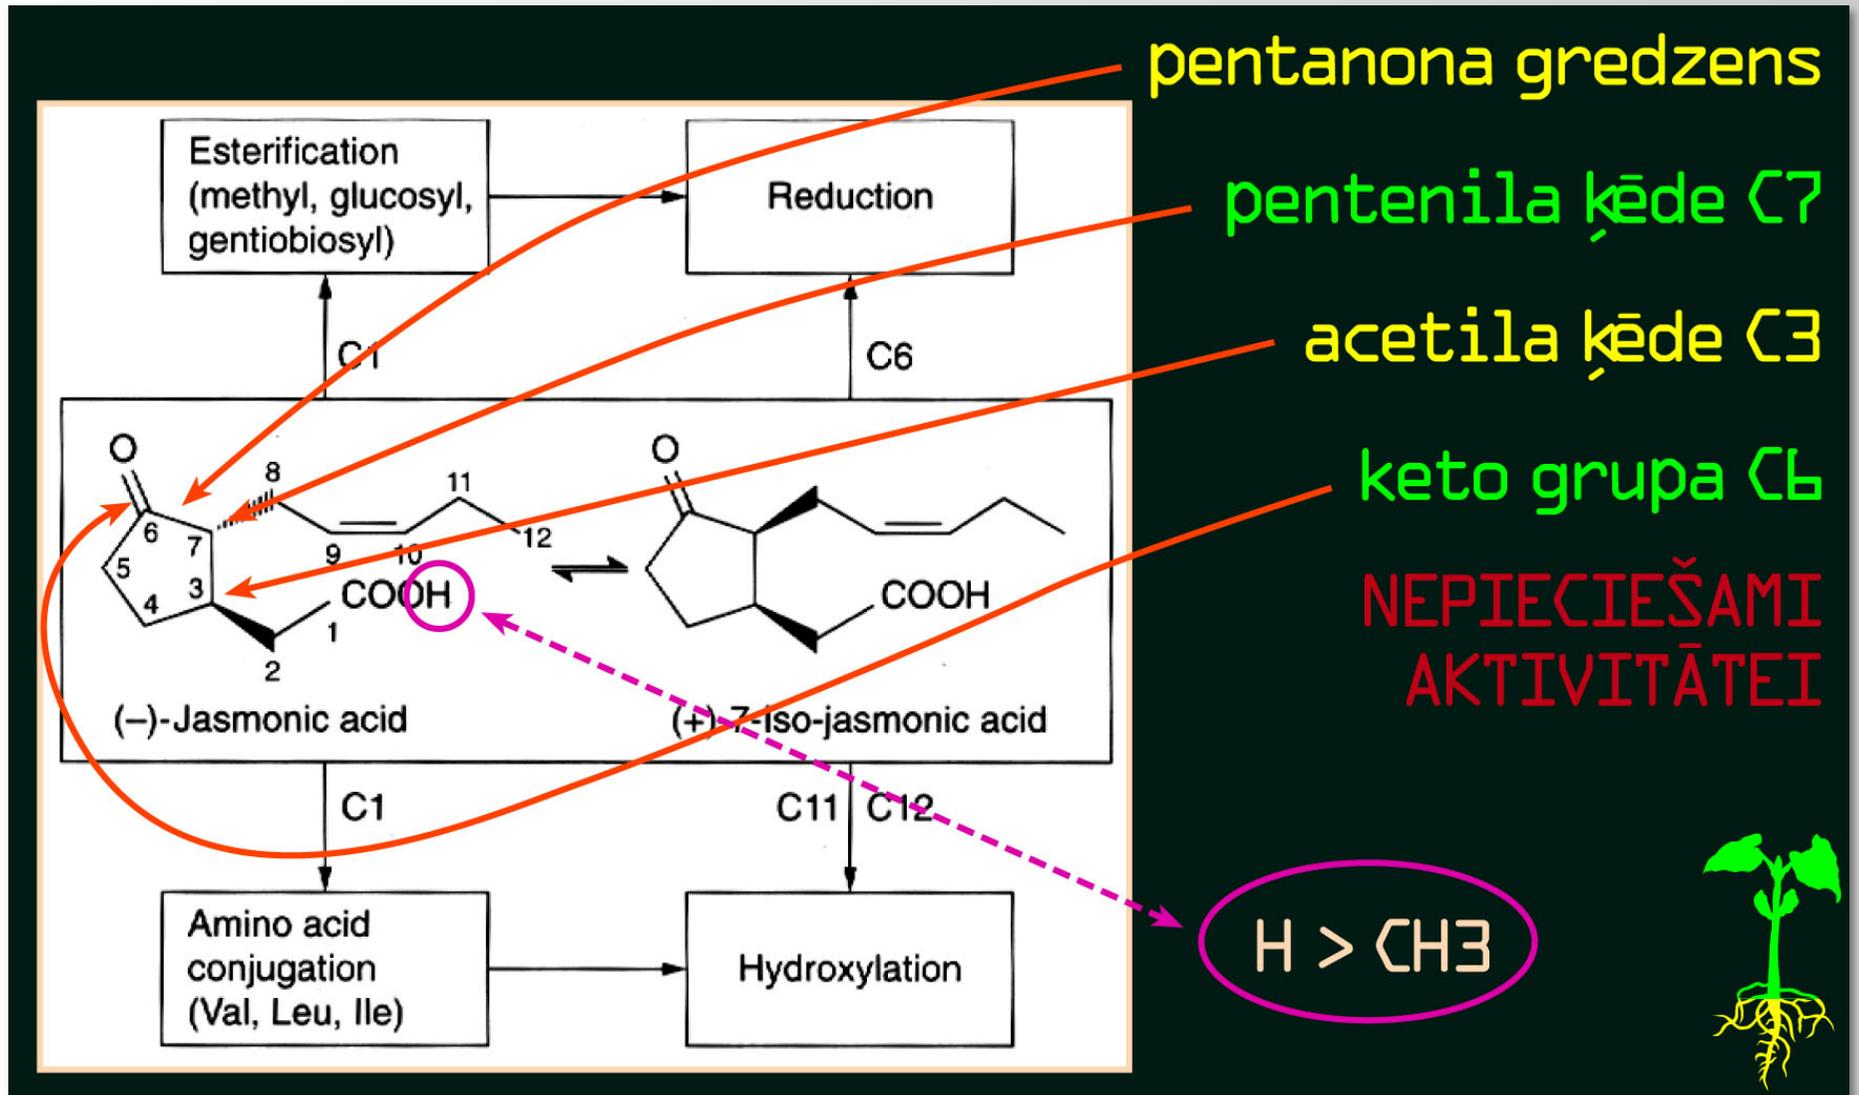 pentanona gredzens
pentenila ķēde C7
acetila ķēde C3
keto grupa C6
NEPIECIEŠAMI
AKTIVITĀTEI
H > CH3
Esterification
(methyl, glucosyl,
gentiobiosyl)
Reduction
C1
C6
O
8
11
6
7
9
10
12
5
3
4
COOH
1
2
(–)-Jasmonic acid
O
COOH
(+)-7-iso-jasmonic acid
C1
C11
C12
Amino acid
conjugation
(Val, Leu, Ile)
Hydroxylation